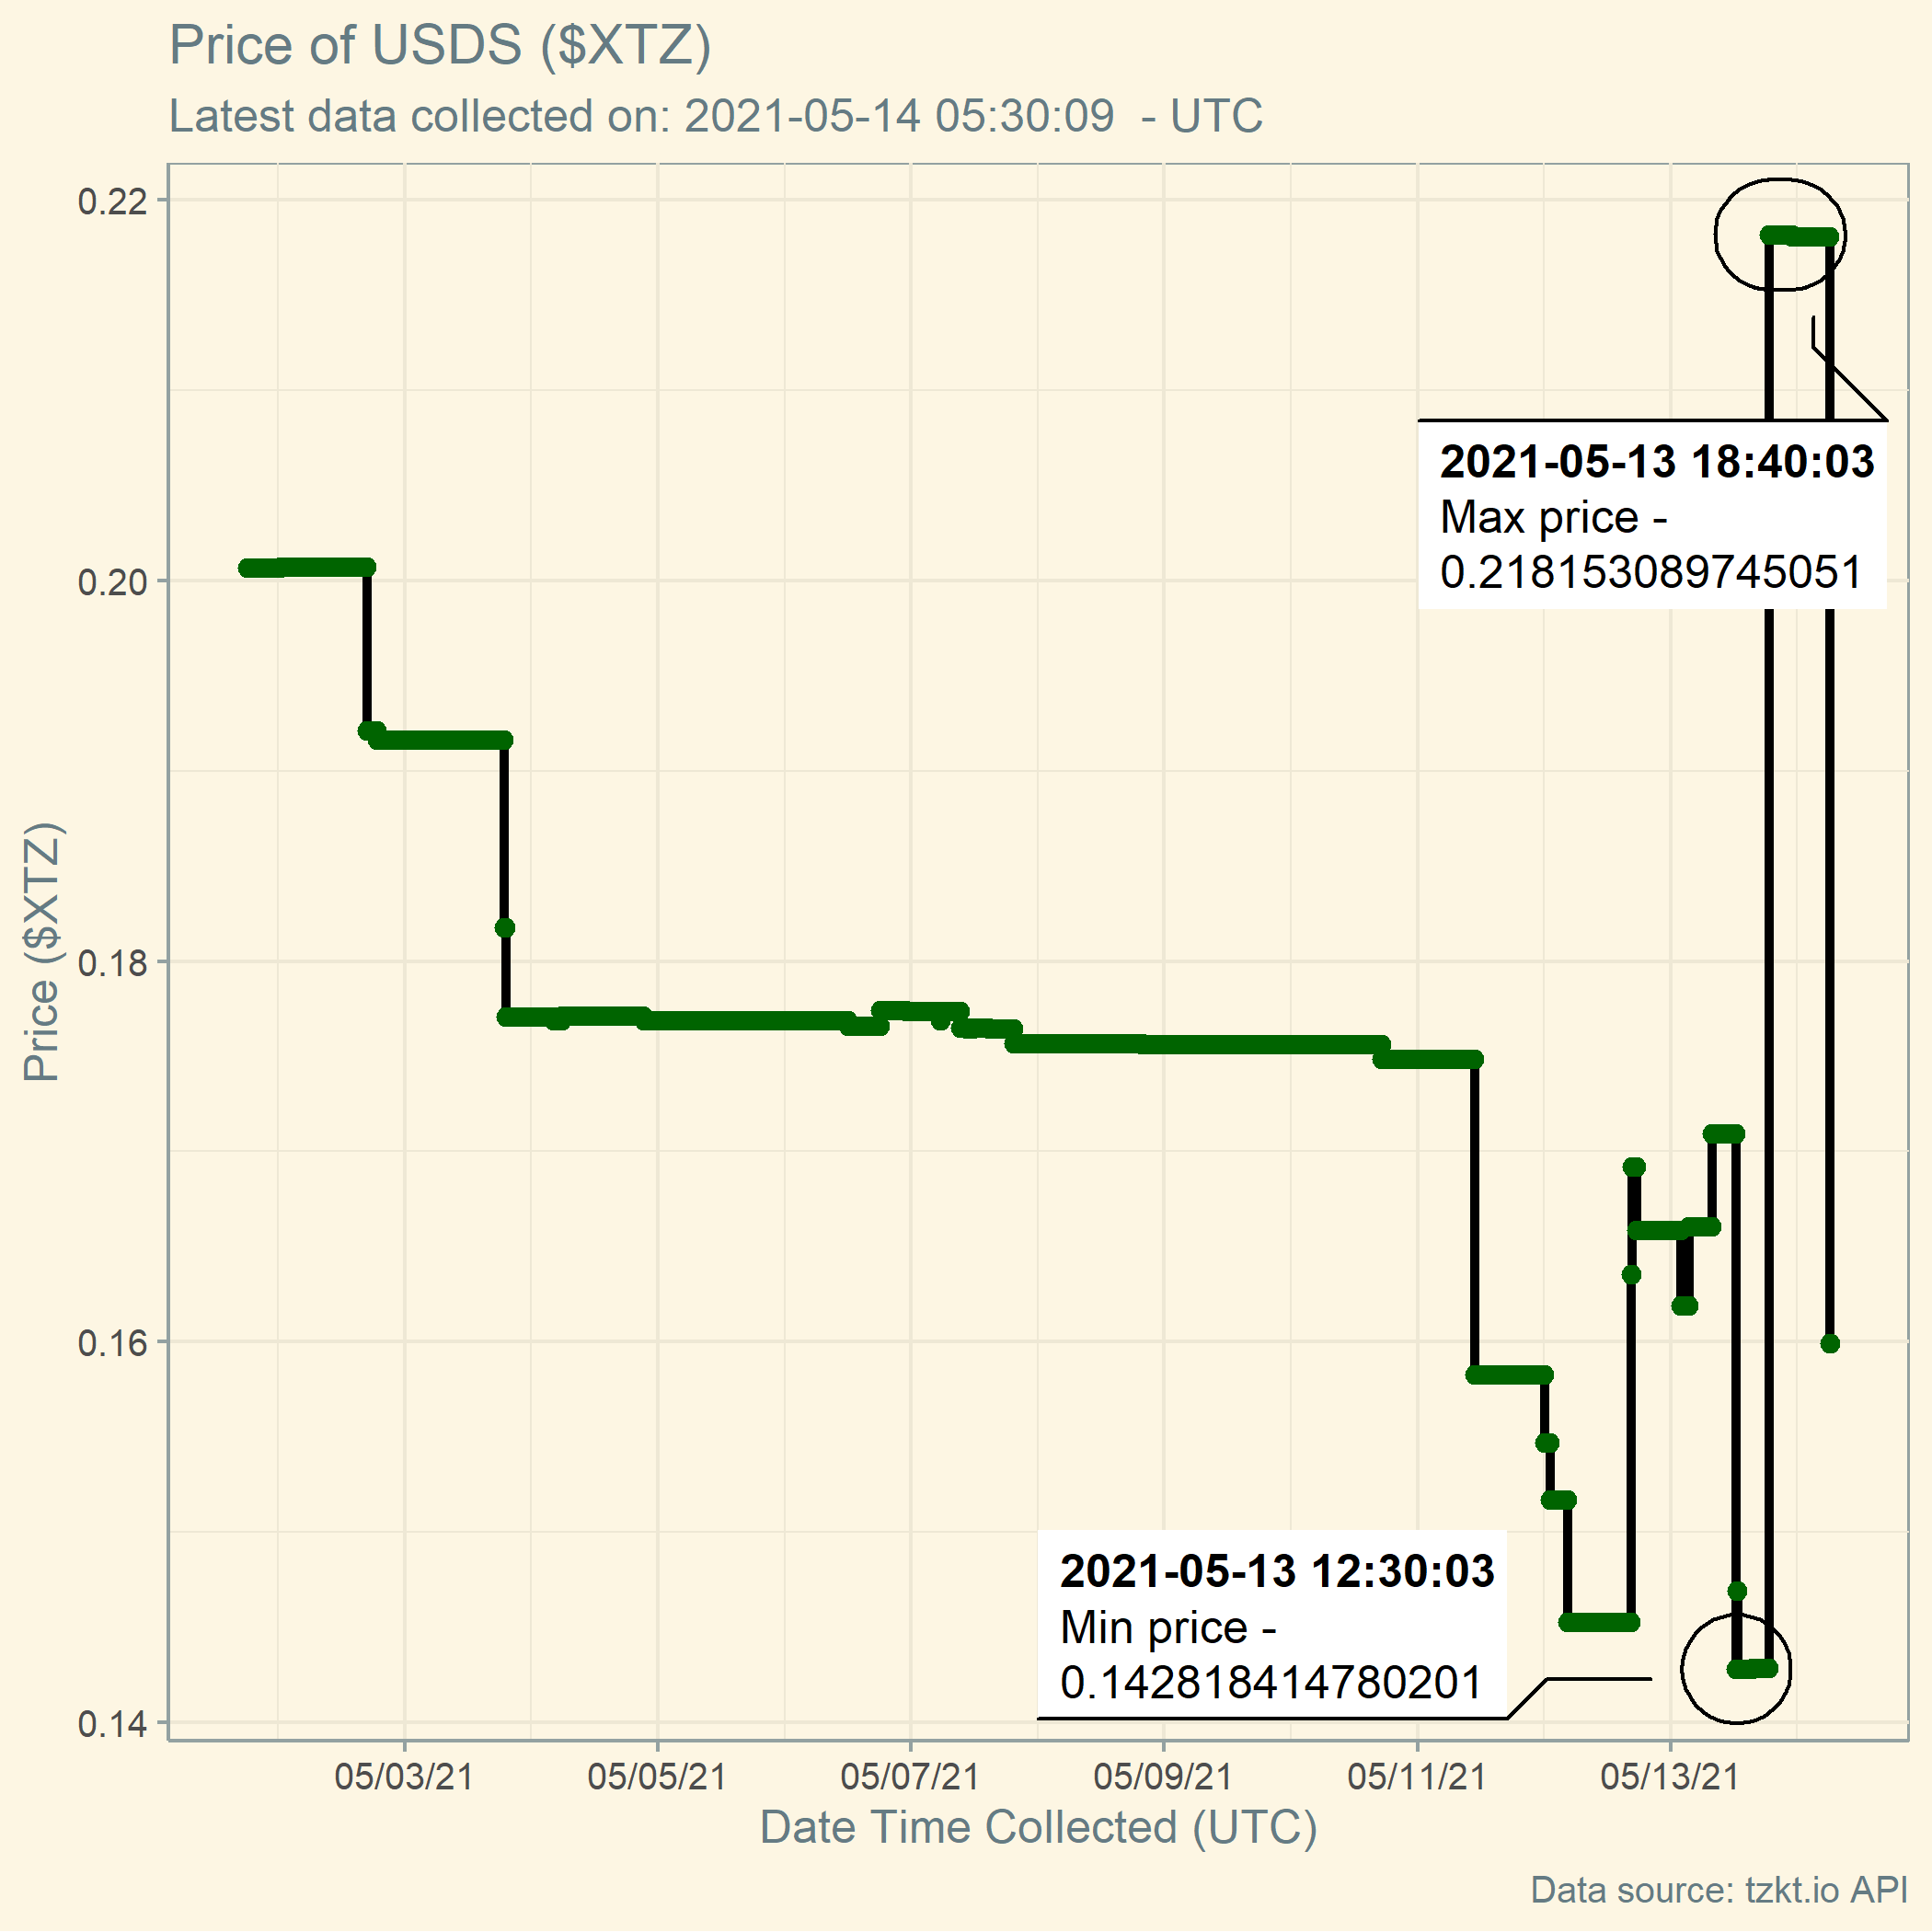 Price of USDS ($XTZ)
Latest data collected on: 2021-05-14 05:30:09  - UTC
0.22
0.20
0.18
0.16
0.14
Price ($XTZ)
2021-05-13 18:40:03
Max price -
0.218153089745051
2021-05-13 12:30:03
Min price -
0.142818414780201
05/03/21
05/05/21
05/07/21
05/09/21
05/11/21
05/13/21
Date Time Collected (UTC)
Data source: tzkt.io API